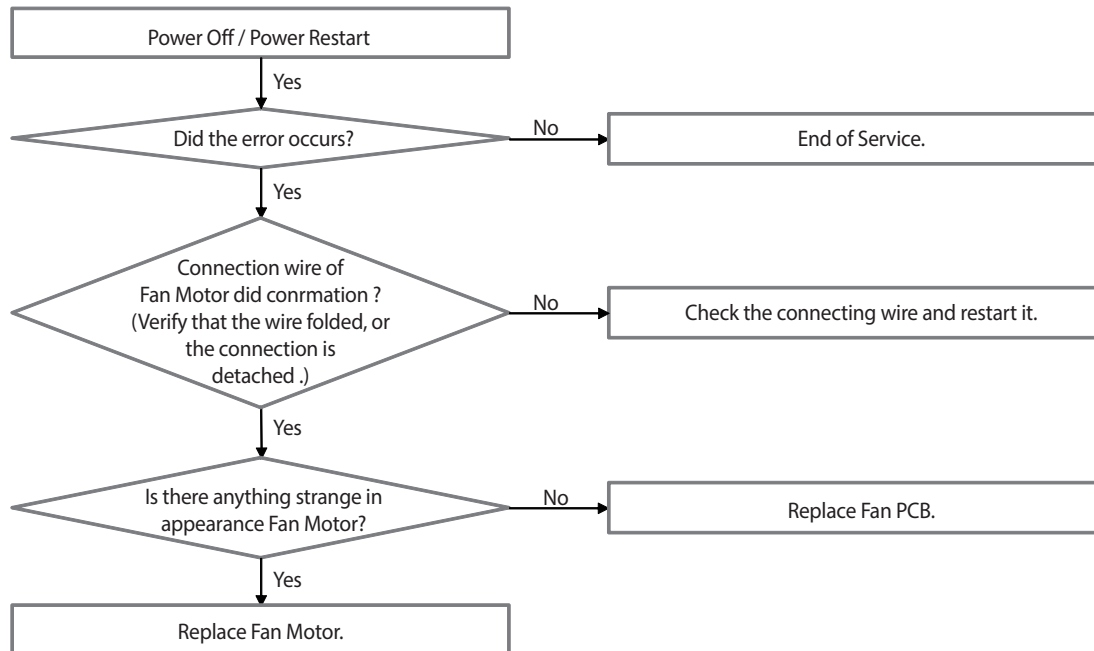 Power Off / Power Restart
Yes
Did the error occurs?
No
End of Service.
Yes
Connection wire of
Fan Motor did conrmation ?
(Verify that the wire folded, or
the connection is
detached .)
No
Check the connecting wire and restart it.
Yes
Is there anything strange in
appearance Fan Motor?
No
Replace Fan PCB.
Yes
Replace Fan Motor.